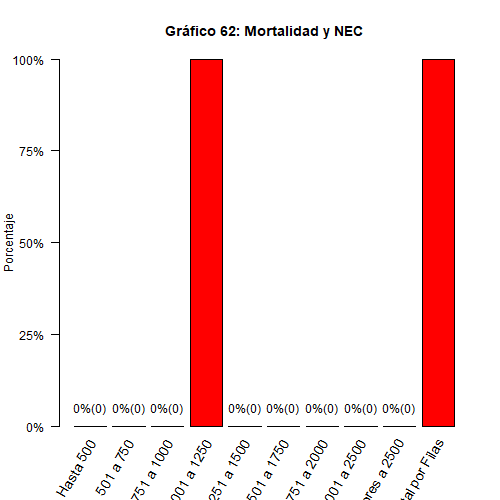 Gráfico 62: Mortalidad y NEC
Porcentaje
100%
75%
50%
25%
0%
0%(0) 0%(0) 0%(0) 0%(0) 0%(0) 0%(0) 0%(0) 0%(0)
Hasta 500
501 a 750
751 a 1000
001 a 1250
251 a 1500
501 a 1750
751 a 2000
001 a 2500
res a 2500
tal por Filas